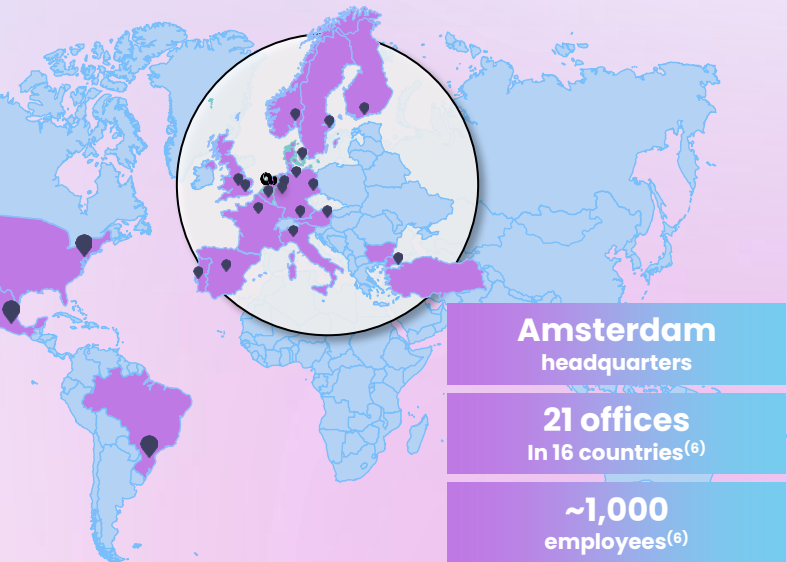 Amsterdam
headquarters
21 offices
In 16 countries(6)
~1,000
employees(6)